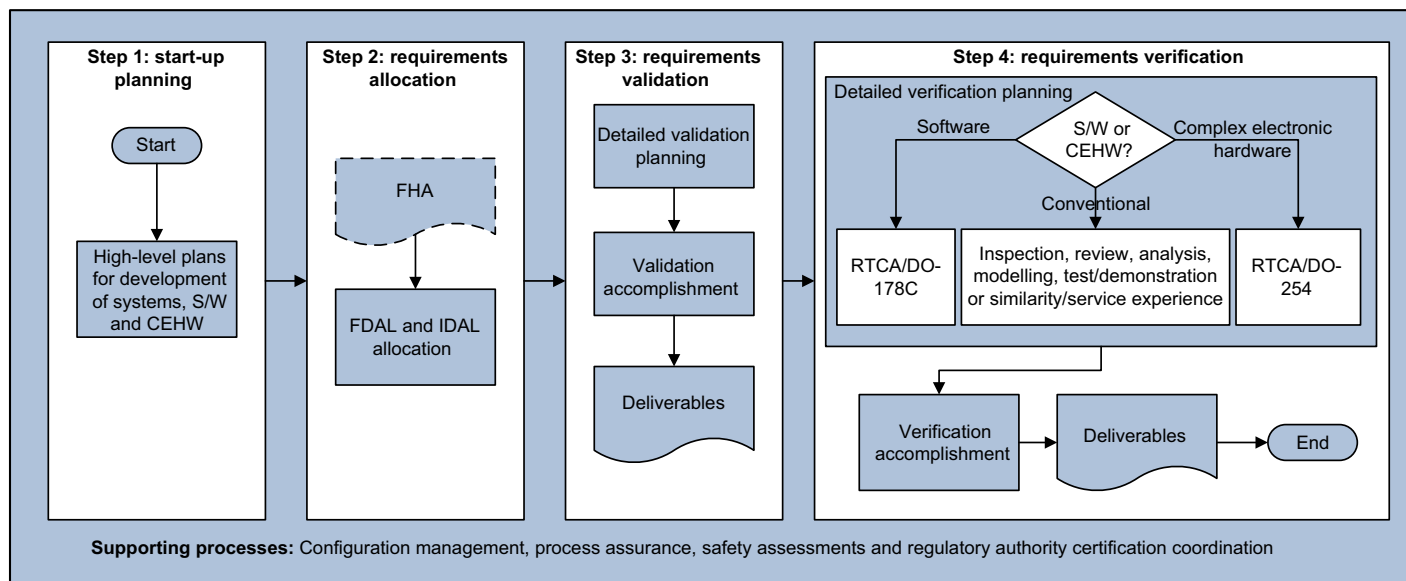 Step 1: start-up
planning
Start
High-level plans
for development
of systems, S/W
and CEHW
Step 2: requirements
allocation
FHA
FDAL and IDAL
allocation
Step 3: requirements
validation
Detailed validation
planning
Validation
accomplishment
Deliverables
Step 4: requirements verification
Detailed verification planning
Software
S/W or
CEHW?
Complex electronic
hardware
Conventional
RTCA/DO-
178C
Inspection, review, analysis,
modelling, test/demonstration
or similarity/service experience
RTCA/DO-
254
Verification
accomplishment
Deliverables
End
Supporting processes: Configuration management, process assurance, safety assessments and regulatory authority certification coordination